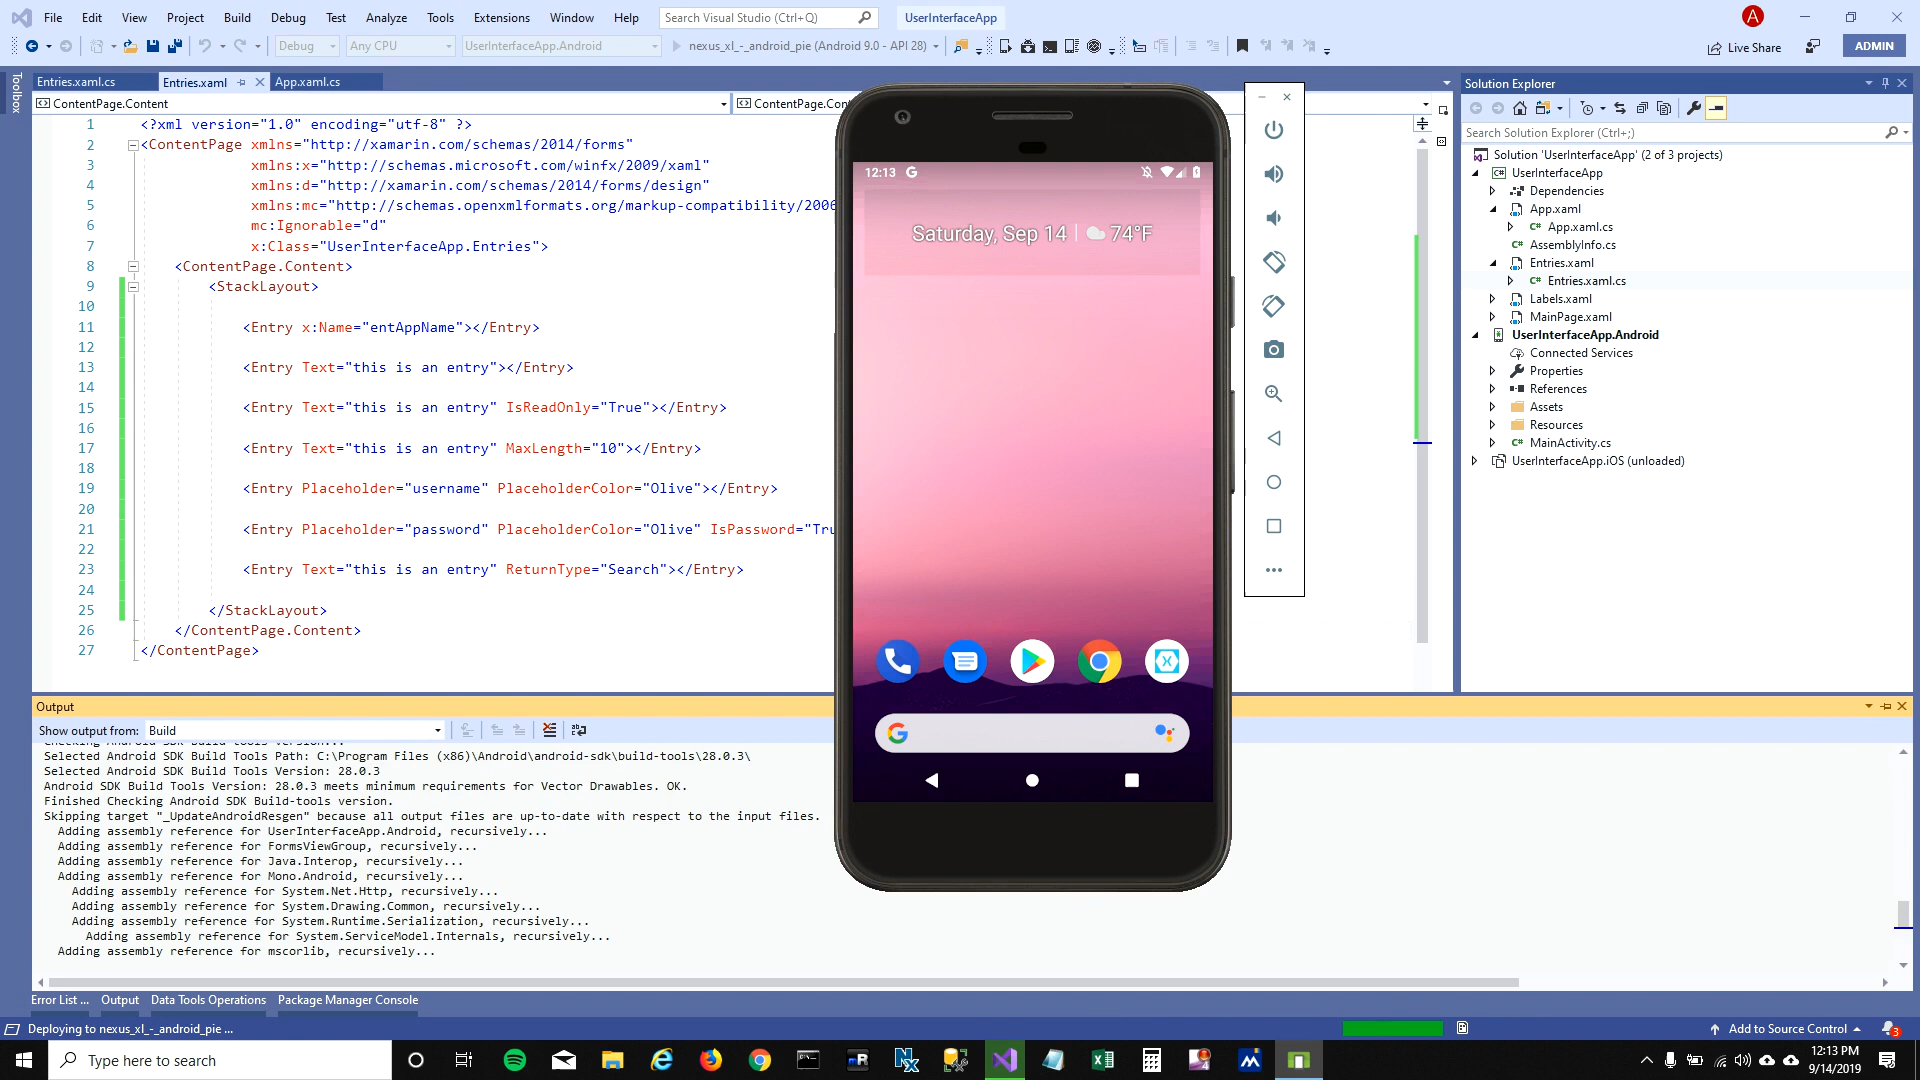 File Edit View Project Build Debug Test Analyze Tools Extensions Window Help
Search Visual Studio (Ctrl+Q)
UserInterfaceApp
A
Debug
Any CPU
UserInterfaceApp.Android
nexus_xl_-_android_pie (Android 9.0 - API 28)
Live Share
ADMIN
Toolbox
Entries.xaml.cs
Entries.xaml
App.xaml.cs
ContentPage.Content
ContentPage.Con
1 <?xml version="1.0" encoding="utf-8" ?>
2 <ContentPage xmlns="http://xamarin.com/schemas/2014/forms"
3 xmlns:x="http://schemas.microsoft.com/winfx/2009/xaml"
4 xmlns:d="http://xamarin.com/schemas/2014/forms/design"
5 xmlns:mc="http://schemas.openxmlformats.org/markup-compatibility/2006
6 mc:Ignorable="d"
7 x:Class="UserInterfaceApp.Entries">
8 <ContentPage.Content>
9 <StackLayout>
10
11 <Entry x:Name="entAppName"></Entry>
12
13 <Entry Text="this is an entry"></Entry>
14
15 <Entry Text="this is an entry" IsReadOnly="True"></Entry>
16
17 <Entry Text="this is an entry" MaxLength="10"></Entry>
18
19 <Entry Placeholder="username" PlaceholderColor="Olive"></Entry>
20
21 <Entry Placeholder="password" PlaceholderColor="Olive" IsPassword="Tru
22
23 <Entry Text="this is an entry" ReturnType="Search"></Entry>
24
25 </StackLayout>
26 </ContentPage.Content>
27 </ContentPage>
12:13
Saturday, Sep 14 | 74°F
Solution Explorer
Search Solution Explorer (Ctrl+;)
Solution 'UserInterfaceApp' (2 of 3 projects)
UserInterfaceApp
Dependencies
App.xaml
App.xaml.cs
AssemblyInfo.cs
Entries.xaml
Entries.xaml.cs
Labels.xaml
MainPage.xaml
UserInterfaceApp.Android
Connected Services
Properties
References
Assets
Resources
MainActivity.cs
UserInterfaceApp.iOS (unloaded)
Output
Show output from: Build
Checking Android SDK Build-tools version...
Selected Android SDK Build Tools Path: C:\Program Files (x86)\Android\android-sdk\build-tools\28.0.3\
Selected Android SDK Build Tools Version: 28.0.3
Android SDK Build Tools Version: 28.0.3 meets minimum requirements for Vector Drawables. OK.
Finished Checking Android SDK Build-tools version.
Skipping target "_UpdateAndroidResgen" because all output files are up-to-date with respect to the input files.
Adding assembly reference for UserInterfaceApp.Android, recursively...
Adding assembly reference for FormsViewGroup, recursively...
Adding assembly reference for Java.Interop, recursively...
Adding assembly reference for Mono.Android, recursively...
Adding assembly reference for System.Net.Http, recursively...
Adding assembly reference for System.Drawing.Common, recursively...
Adding assembly reference for System.Runtime.Serialization, recursively...
Adding assembly reference for System.ServiceModel.Internals, recursively...
Adding assembly reference for mscorlib, recursively...
Error List ... Output Data Tools Operations Package Manager Console
Deploying to nexus_xl_-_android_pie ...
Add to Source Control
3
Type here to search
12:13 PM
9/14/2019